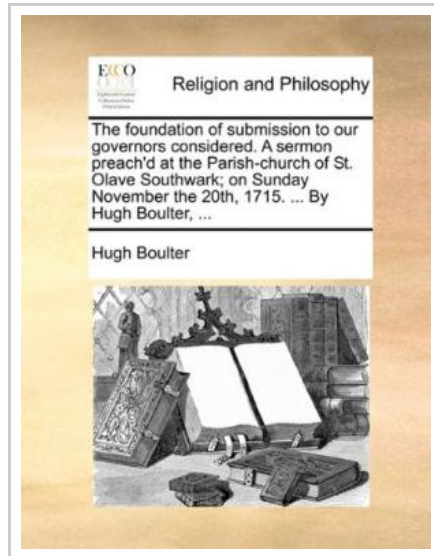 ECCO
Religion and Philosophy
The foundation of submission to our
governors considered. A sermon
preach'd at the Parish-church of St.
Olave Southwark; on Sunday
November the 20th, 1715. ... By
Hugh Boulter, ...
Hugh Boulter